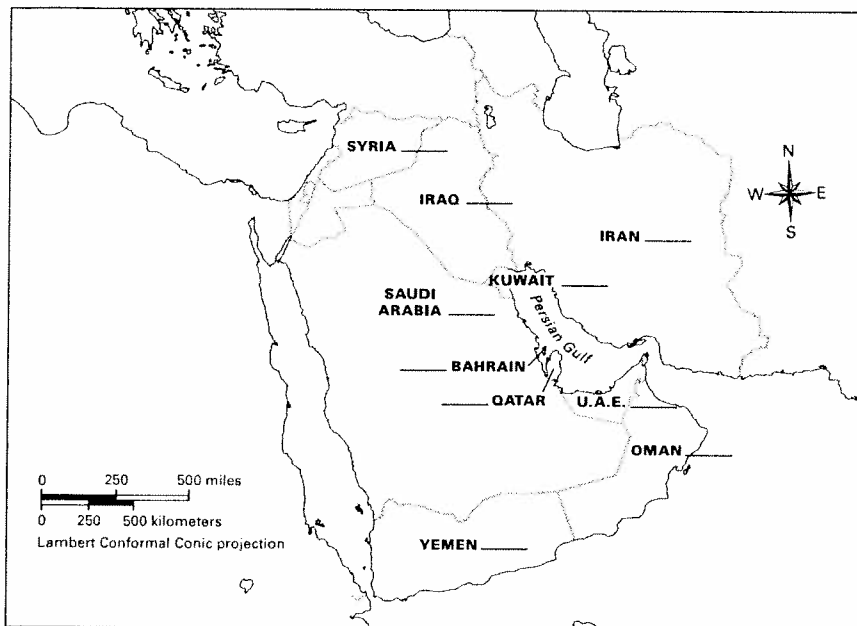 N
W E
S
SYRIA
IRAQ
IRAN
KUWAIT
SAUDI
ARABIA
Persian Gulf
BAHRAIN
QATAR
U.A.E.
OMAN
YEMEN
0 250 500 miles
0 250 500 kilometers
Lambert Conformal Conic projection